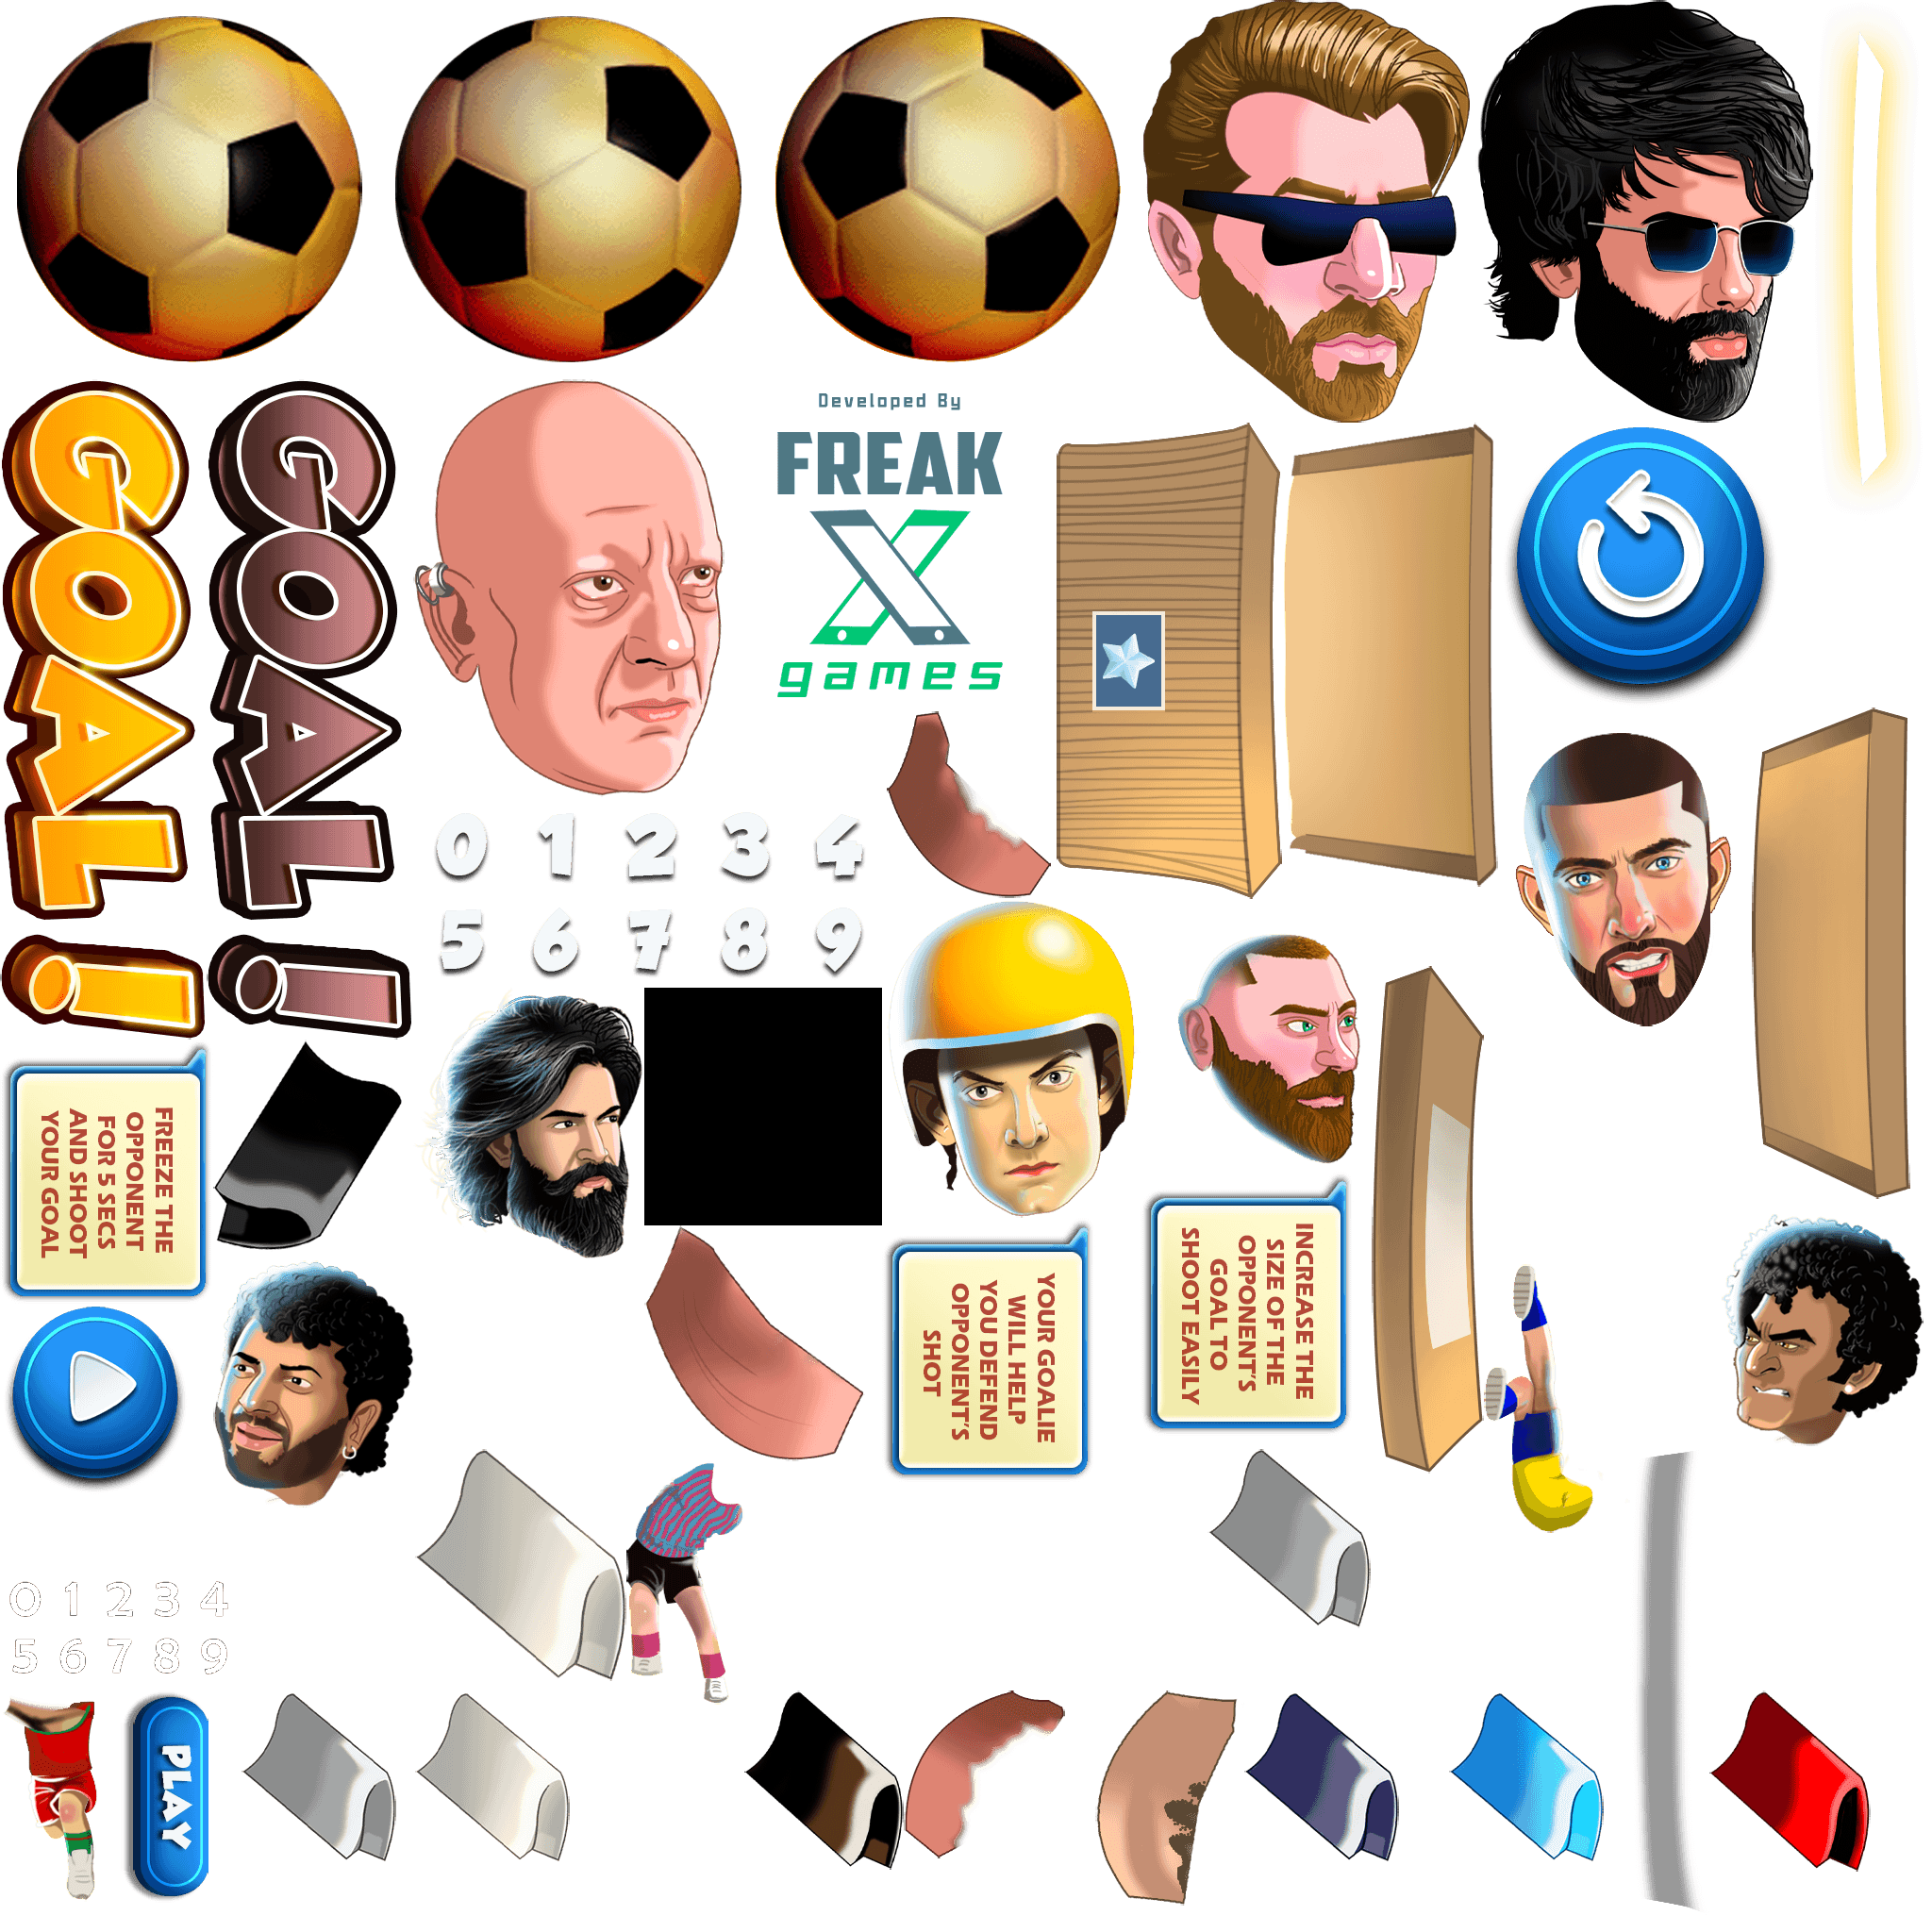 Developed By
FREAK
X
games
GOAL!
GOAL!
0 1 2 3 4
5 6 7 8 9
FREEZE THE
OPPONENT
FOR 5 SECS
AND SHOOT
YOUR GOAL
YOUR GOALIE
WILL HELP
YOU DEFEND
OPPONENT'S
SHOT
INCREASE THE
SIZE OF THE
OPPONENT'S
GOAL TO
SHOOT EASILY
0 1 2 3 4
5 6 7 8 9
PLAY